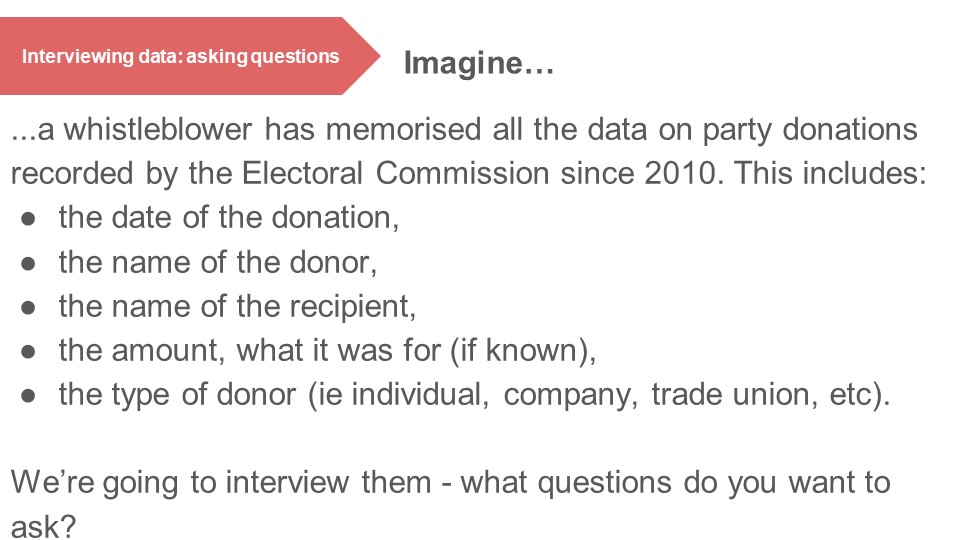 Interviewing data: asking questions
Imagine…
...a whistleblower has memorised all the data on party donations
recorded by the Electoral Commission since 2010. This includes:
● the date of the donation,
● the name of the donor,
● the name of the recipient,
● the amount, what it was for (if known),
● the type of donor (ie individual, company, trade union, etc).
We’re going to interview them - what questions do you want to
ask?